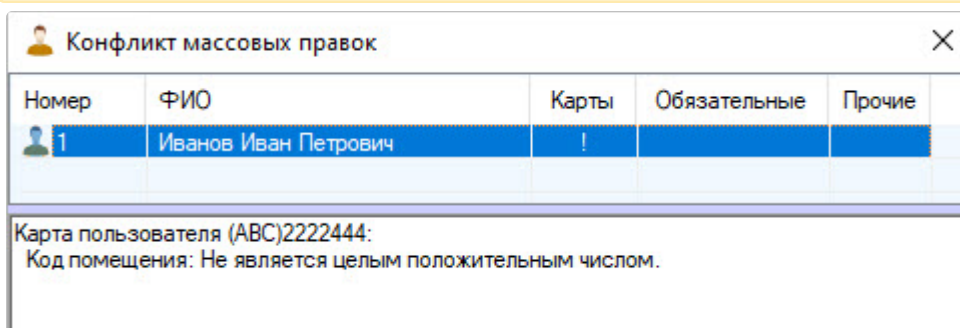 Конфликт массовых правок
Номер ФИО Карты Обязательные Прочие
1 Иванов Иван Петрович !
Карта пользователя (ABC)2222444:
Код помещения: Не является целым положительным числом.